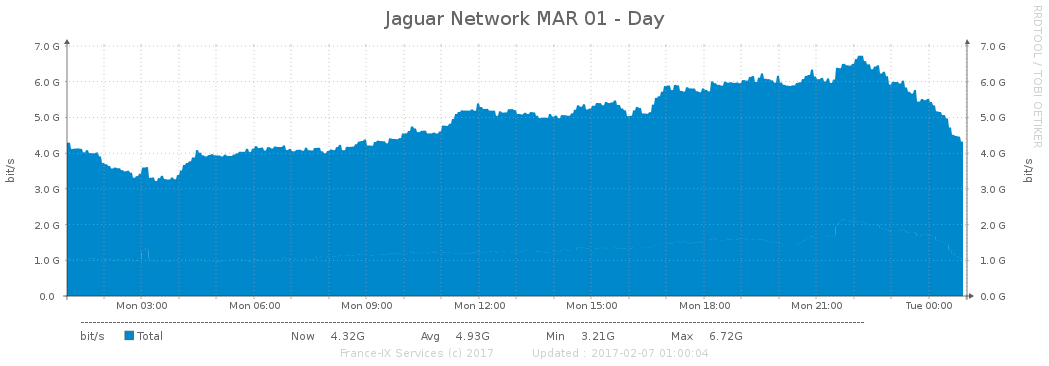 Jaguar Network MAR 01 - Day
RRDTOOL / TOBI OETIKER
7.0 G 7.0 G
6.0 G 6.0 G
5.0 G 5.0 G
4.0 G 4.0 G
3.0 G 3.0 G
2.0 G 2.0 G
1.0 G 1.0 G
0.0 0.0 G
bit/s bit/s
Mon 03:00 Mon 06:00 Mon 09:00 Mon 12:00 Mon 15:00 Mon 18:00 Mon 21:00 Tue 00:00
bit/s Total Now 4.32G Avg 4.93G Min 3.21G Max 6.72G
France-IX Services (c) 2017 Updated : 2017-02-07 01:00:04